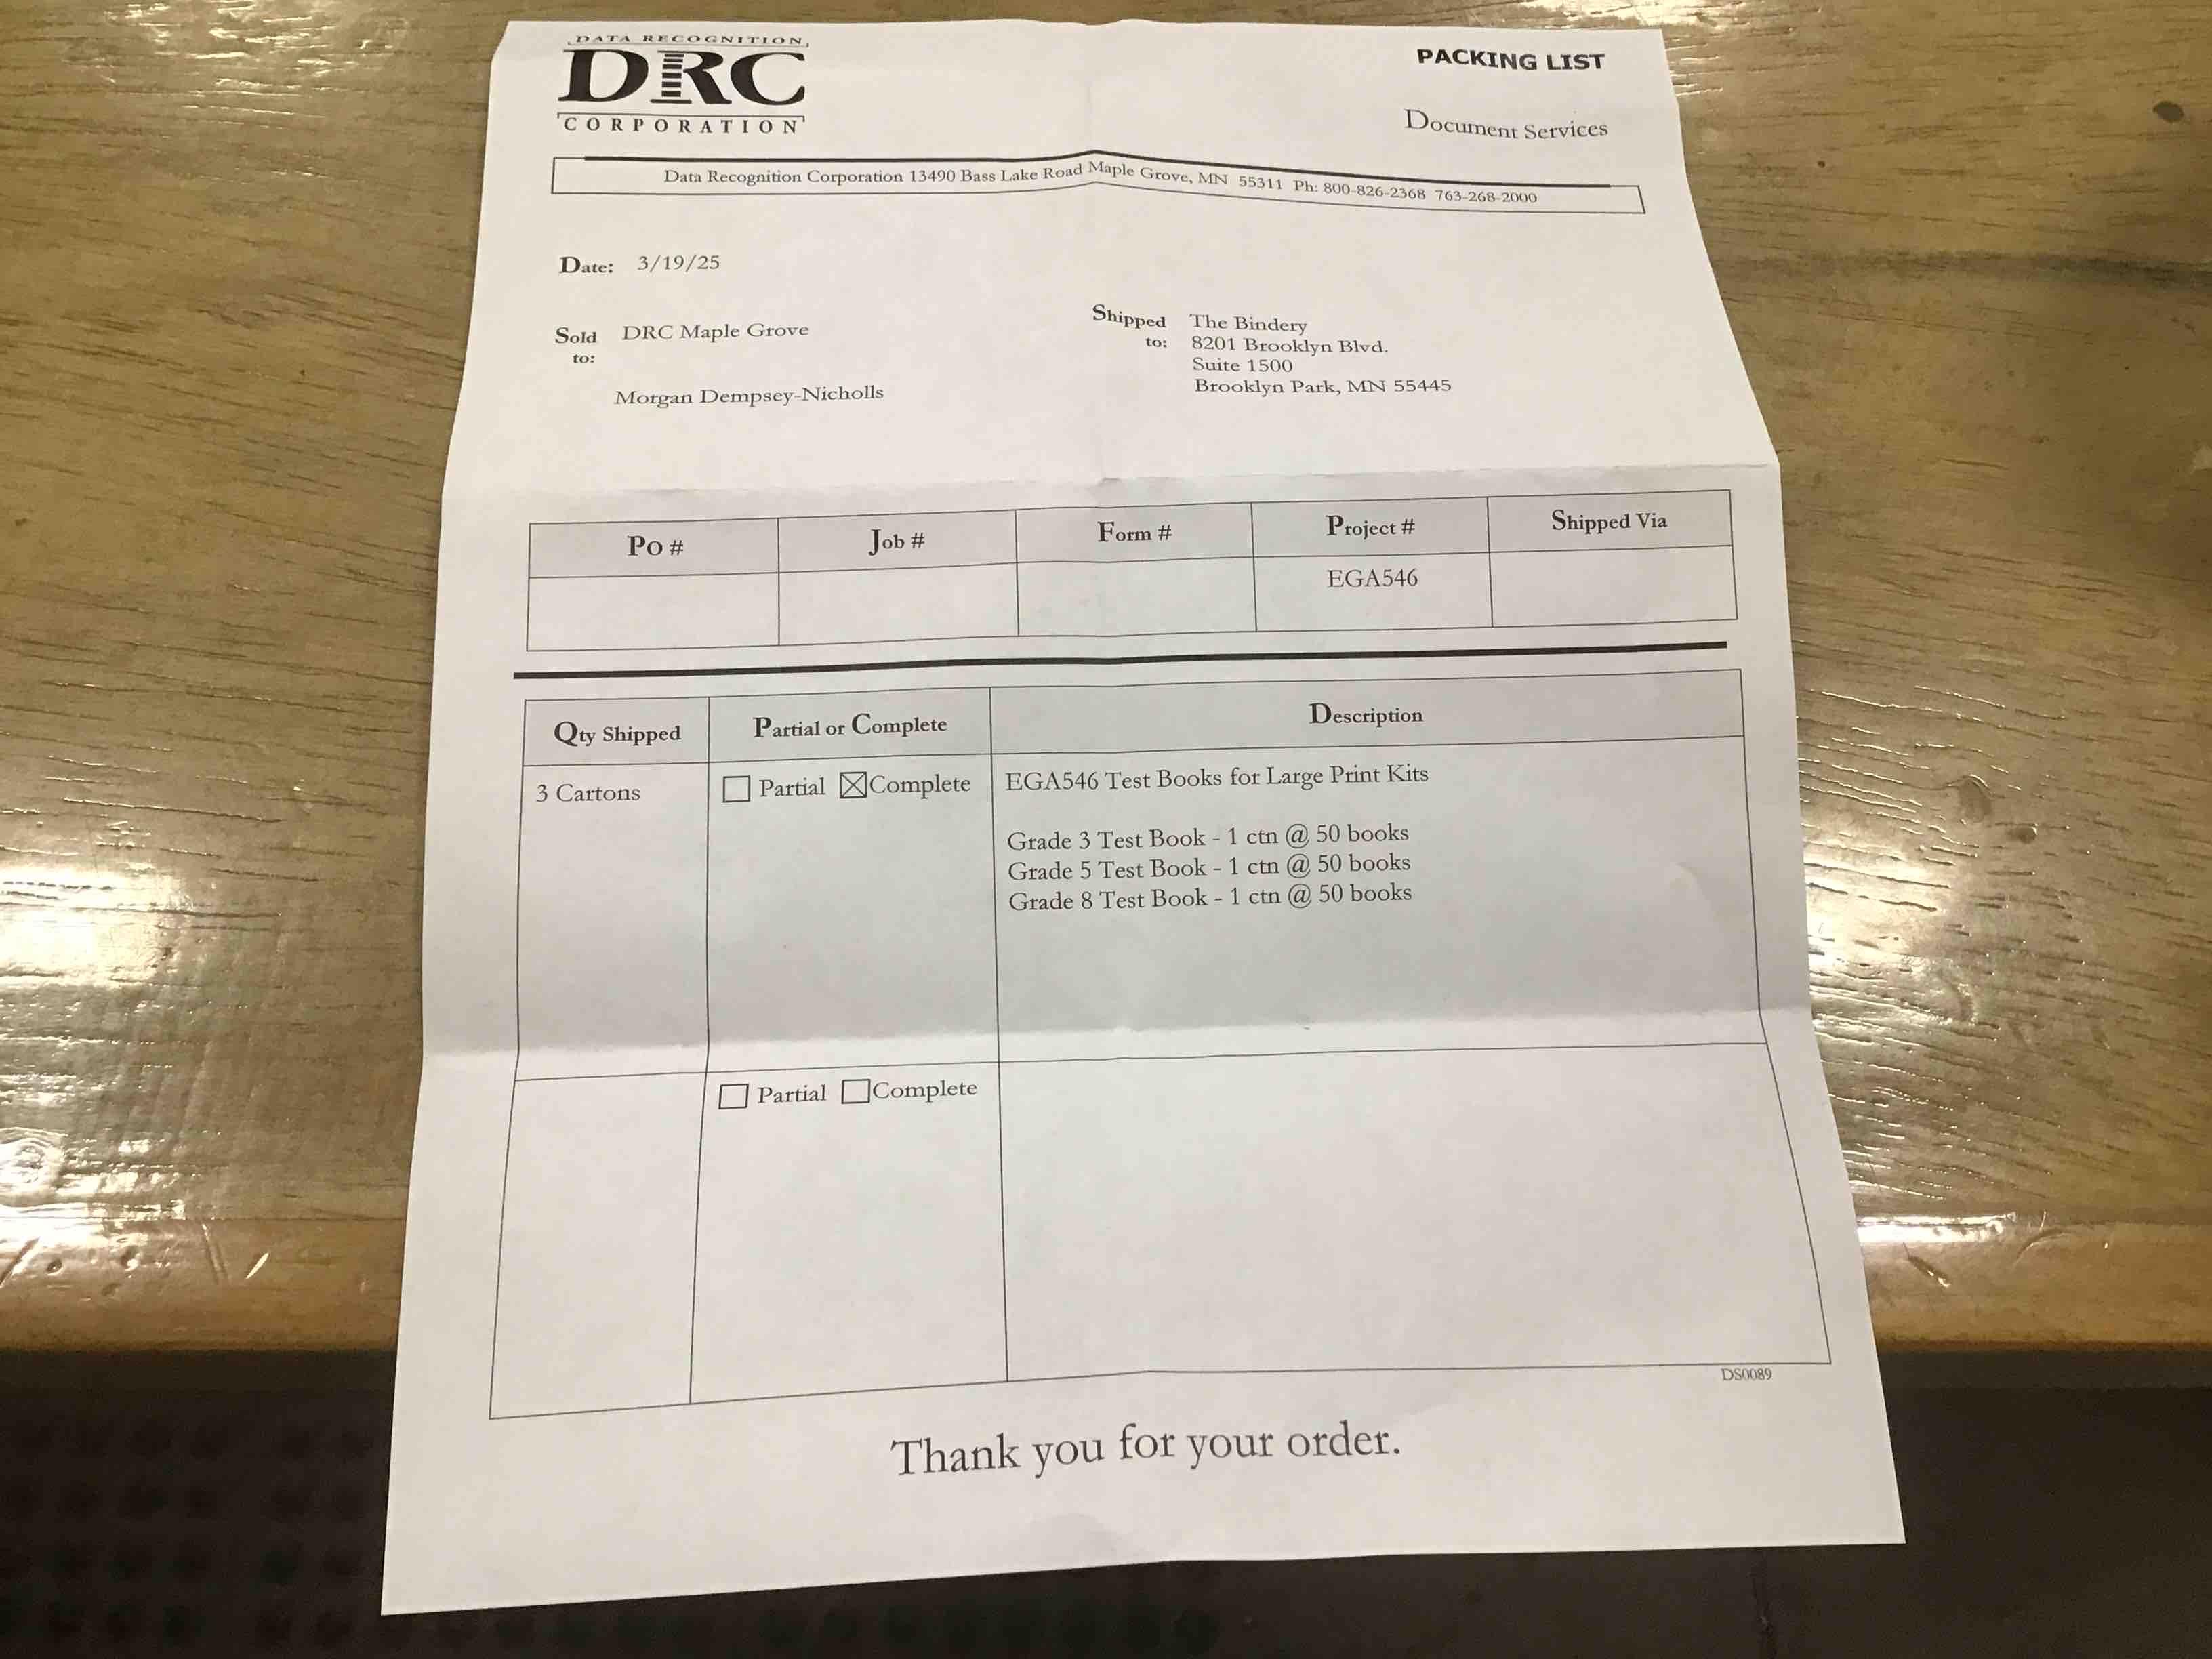 DATA RECOGNITION
DRC
CORPORATION
PACKING LIST
Document Services
Data Recognition Corporation 13490 Bass Lake Road Maple Grove, MN 55311 Ph: 800-826-2368 763-268-2000
Date: 3/19/25
Sold to: DRC Maple Grove
Morgan Dempsey-Nicholls
Shipped to: The Bindery
8201 Brooklyn Blvd.
Suite 1500
Brooklyn Park, MN 55445
Po # Job # Form # Project # Shipped Via
EGA546
Qty Shipped Partial or Complete Description
3 Cartons ☐ Partial ☒ Complete EGA546 Test Books for Large Print Kits
Grade 3 Test Book - 1 ctn @ 50 books
Grade 5 Test Book - 1 ctn @ 50 books
Grade 8 Test Book - 1 ctn @ 50 books
☐ Partial ☐ Complete
DS0089
Thank you for your order.